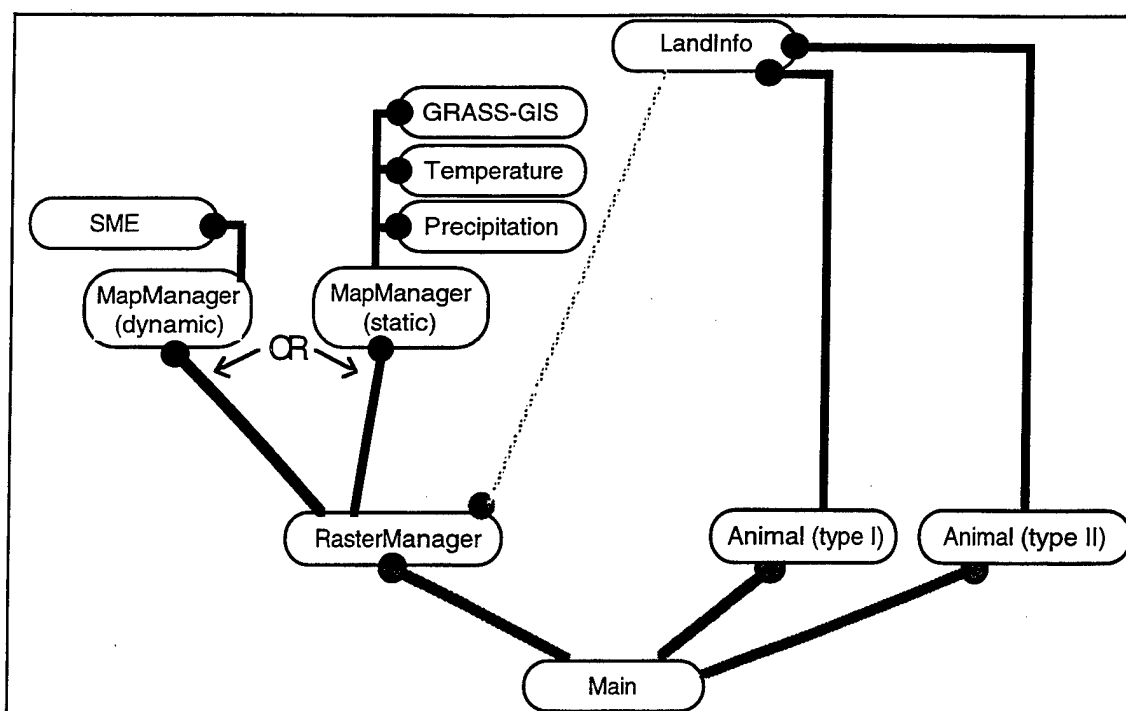 LandInfo
GRASS-GIS
Temperature
SME
Precipitation
MapManager
(dynamic)
MapManager
(static)
OR
RasterManager
Animal (type I)
Animal (type II)
Main